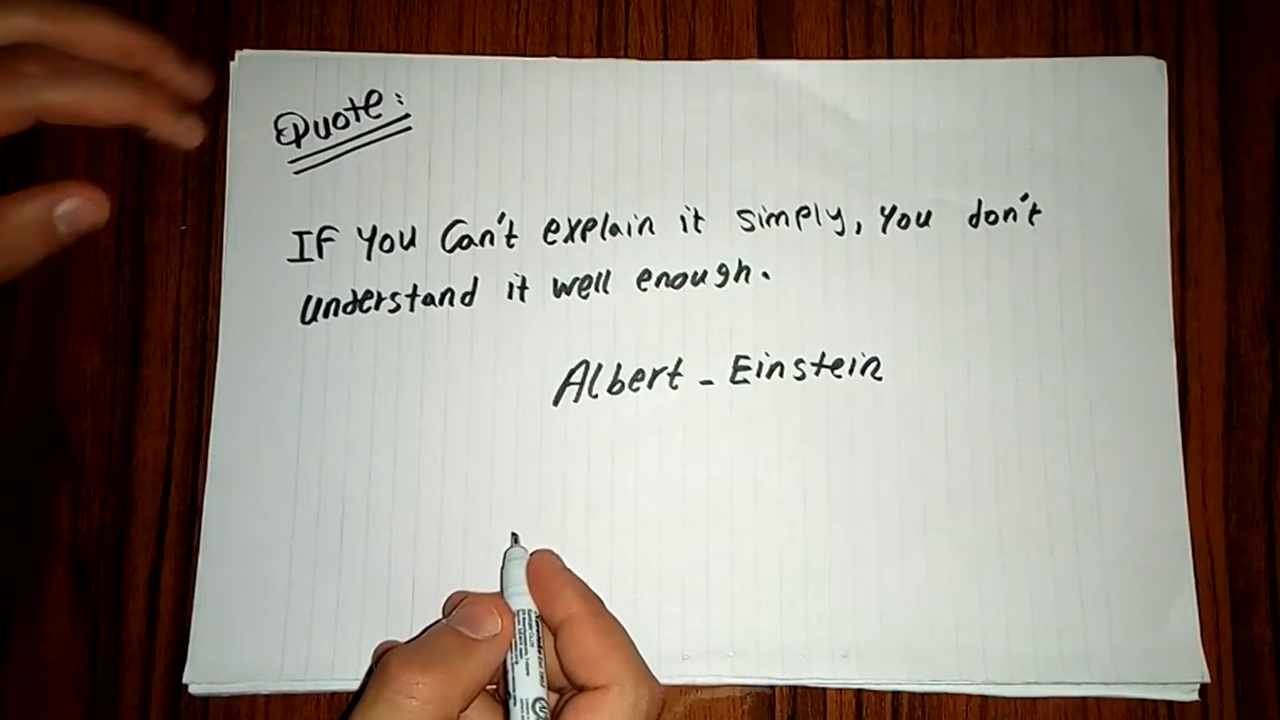 Quote:
If you can't explain it simply, you don't
understand it well enough.
Albert - Einstein